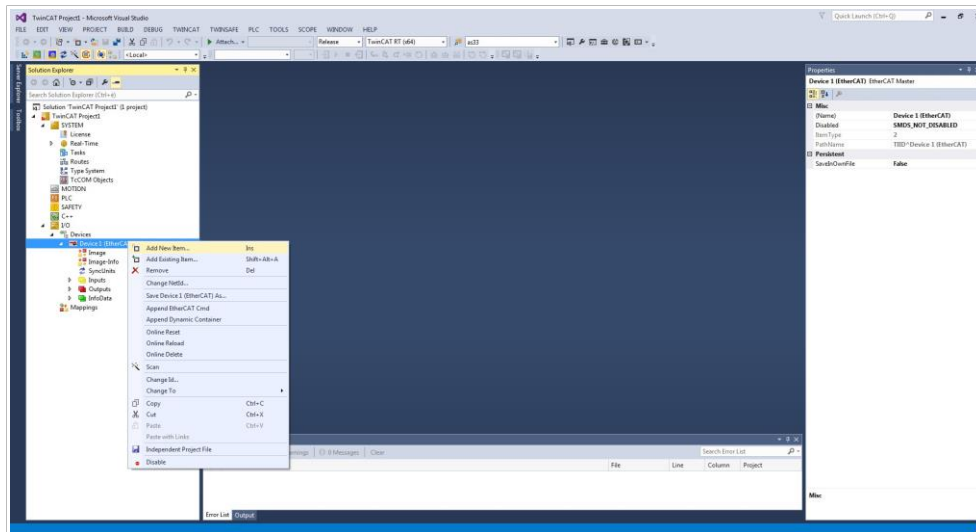 TwinCAT Project1 - Microsoft Visual Studio
Quick Launch (Ctrl+Q)
FILE EDIT VIEW PROJECT BUILD DEBUG TWINCAT TWINSAFE PLC TOOLS SCOPE WINDOW HELP
Attach...
Release
TwinCAT RT (x64)
as33
<Local>
Server Explorer
Toolbox
Solution Explorer
Search Solution Explorer (Ctrl+ö)
Solution 'TwinCAT Project1' (1 project)
TwinCAT Project1
SYSTEM
License
Real-Time
Tasks
Routes
Type System
TcCOM Objects
MOTION
PLC
SAFETY
C++
I/O
Devices
Device 1 (EtherCA
Image
Image-Info
SyncUnits
Inputs
Outputs
InfoData
Mappings
Add New Item... Ins
Add Existing Item... Shift+Alt+A
Remove Del
Change NetId...
Save Device 1 (EtherCAT) As...
Append EtherCAT Cmd
Append Dynamic Container
Online Reset
Online Reload
Online Delete
Scan
Change Id...
Change To
Copy Ctrl+C
Cut Ctrl+X
Paste Ctrl+V
Paste with Links
Independent Project File
Disable
0 Messages
Clear
Search Error List
File Line Column Project
Error List Output
Properties
Device 1 (EtherCAT) EtherCAT Master
Misc
(Name) Device 1 (EtherCAT)
Disabled SMDS_NOT_DISABLED
ItemType 2
PathName TIID^Device 1 (EtherCAT)
Persistent
SaveInOwnFile False
Misc